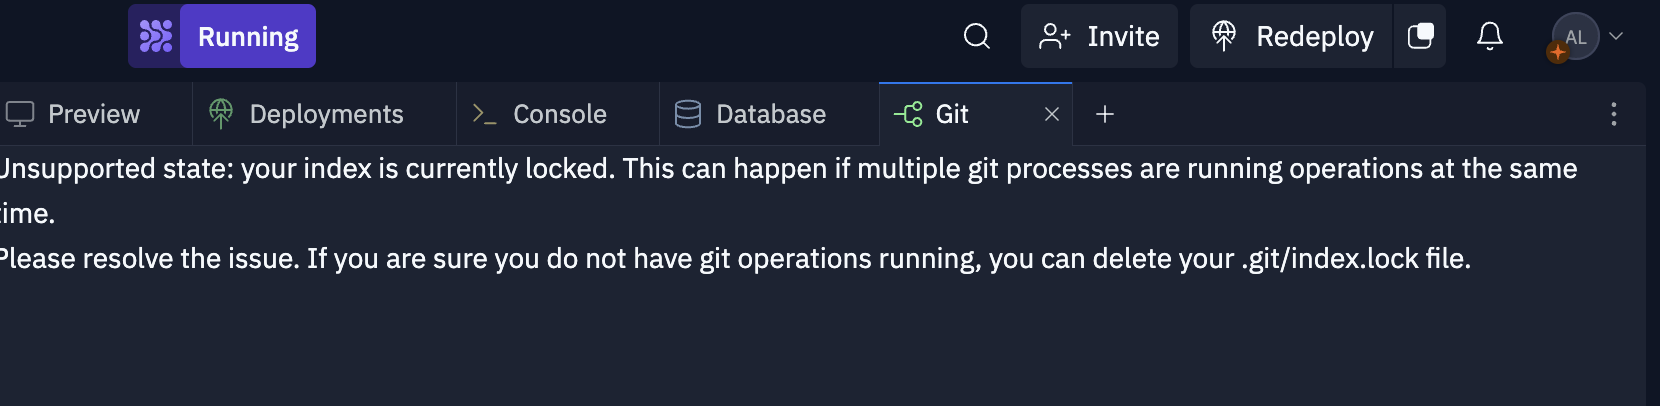 Running
Invite
Redeploy
AL
Preview
Deployments
Console
Database
Git
Unsupported state: your index is currently locked. This can happen if multiple git processes are running operations at the same
time.
Please resolve the issue. If you are sure you do not have git operations running, you can delete your .git/index.lock file.